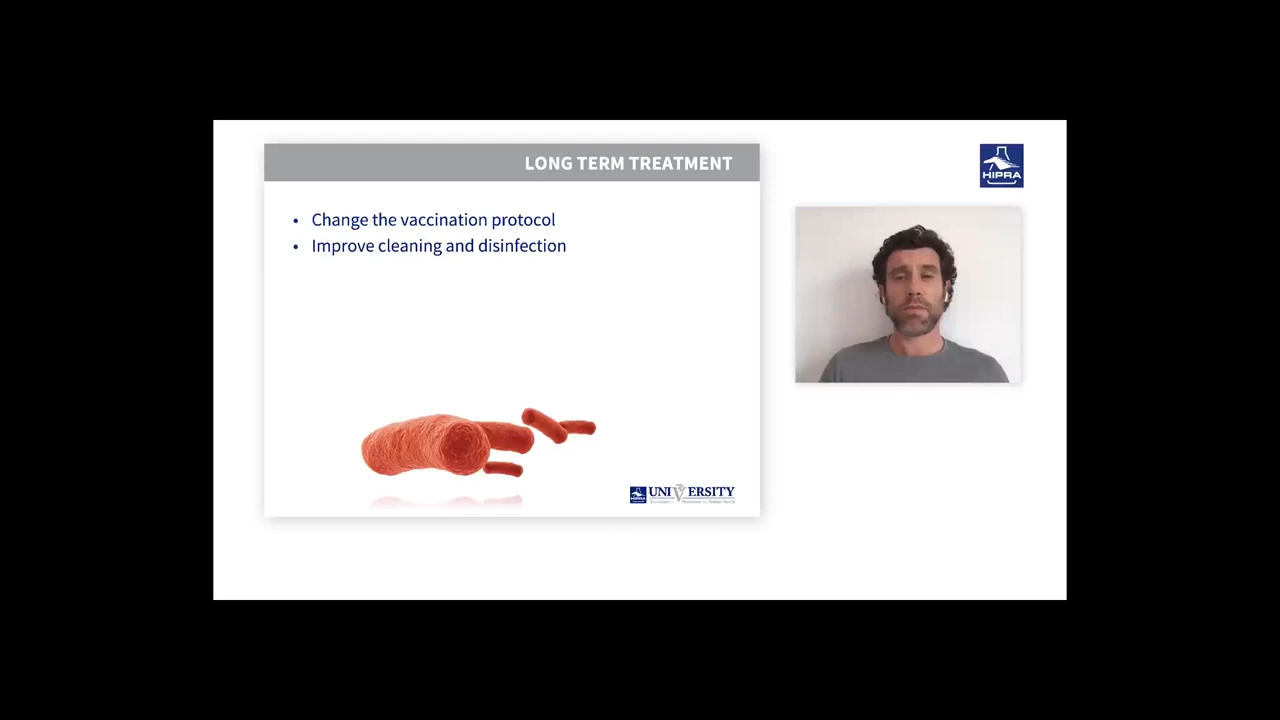 LONG TERM TREATMENT
• Change the vaccination protocol
• Improve cleaning and disinfection
HIPRA
UNIVERSITY